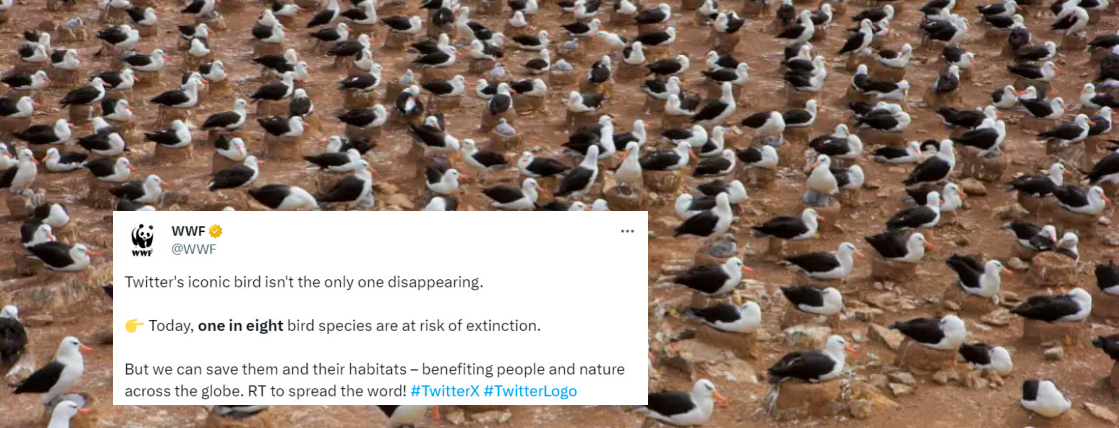 WWF
@WWF
Twitter's iconic bird isn't the only one disappearing.
👉 Today, one in eight bird species are at risk of extinction.
But we can save them and their habitats – benefiting people and nature
across the globe. RT to spread the word! #TwitterX #TwitterLogo
WWF